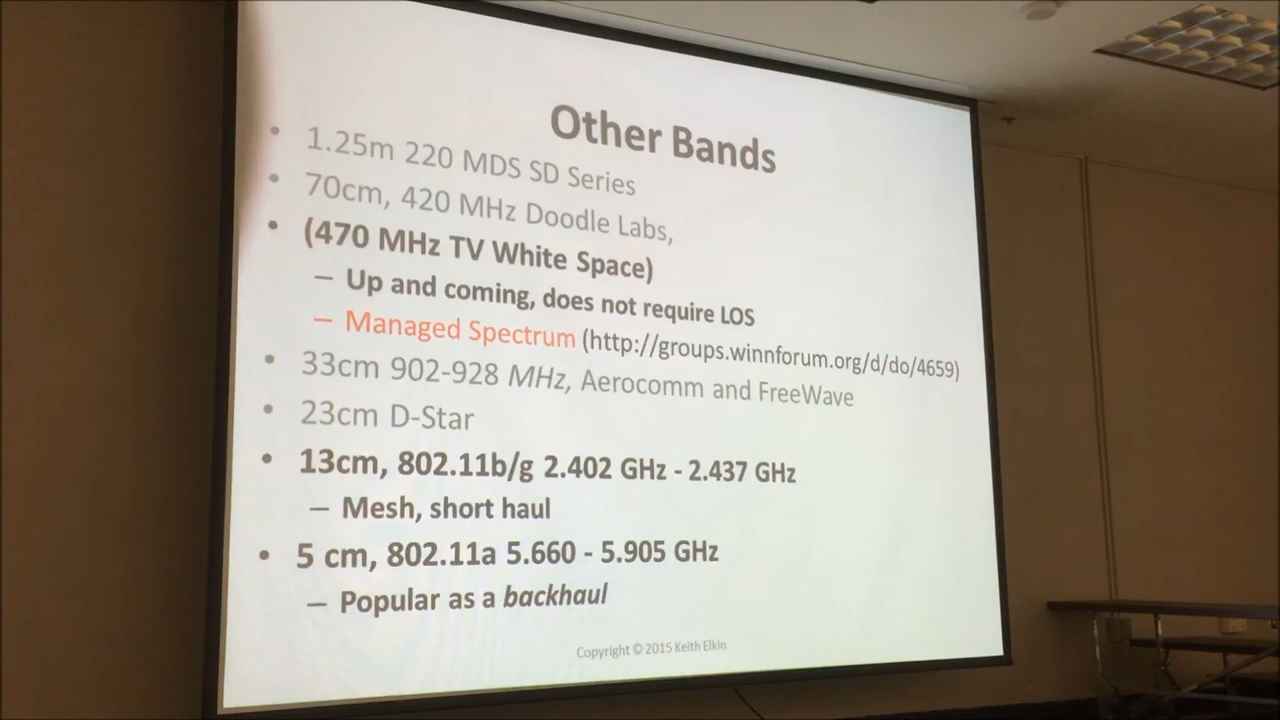 Other Bands
• 1.25m 220 MDS SD Series
• 70cm, 420 MHz Doodle Labs,
• (470 MHz TV White Space)
– Up and coming, does not require LOS
– Managed Spectrum (http://groups.winnforum.org/d/do/4659)
• 33cm 902-928 MHz, Aerocomm and FreeWave
• 23cm D-Star
• 13cm, 802.11b/g 2.402 GHz - 2.437 GHz
– Mesh, short haul
• 5 cm, 802.11a 5.660 - 5.905 GHz
– Popular as a backhaul
Copyright © 2015 Keith Elkin